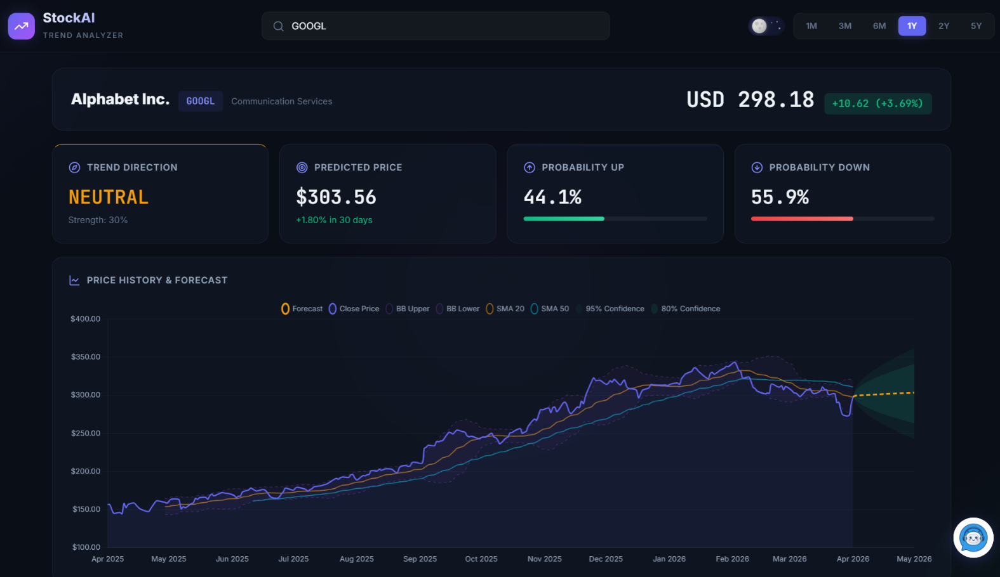 StockAI
TREND ANALYZER
GOOGL
1M 3M 6M 1Y 2Y 5Y
Alphabet Inc. GOOGL Communication Services
USD 298.18 +10.62 (+3.69%)
TREND DIRECTION
NEUTRAL
Strength: 30%
PREDICTED PRICE
$303.56
+1.80% in 30 days
PROBABILITY UP
44.1%
PROBABILITY DOWN
55.9%
PRICE HISTORY & FORECAST
Forecast Close Price BB Upper BB Lower SMA 20 SMA 50 95% Confidence 80% Confidence
$400.00
$350.00
$300.00
$250.00
$200.00
$150.00
$100.00
Apr 2025 May 2025 Jun 2025 Jul 2025 Aug 2025 Sep 2025 Oct 2025 Nov 2025 Dec 2025 Jan 2026 Feb 2026 Mar 2026 Apr 2026 May 2026